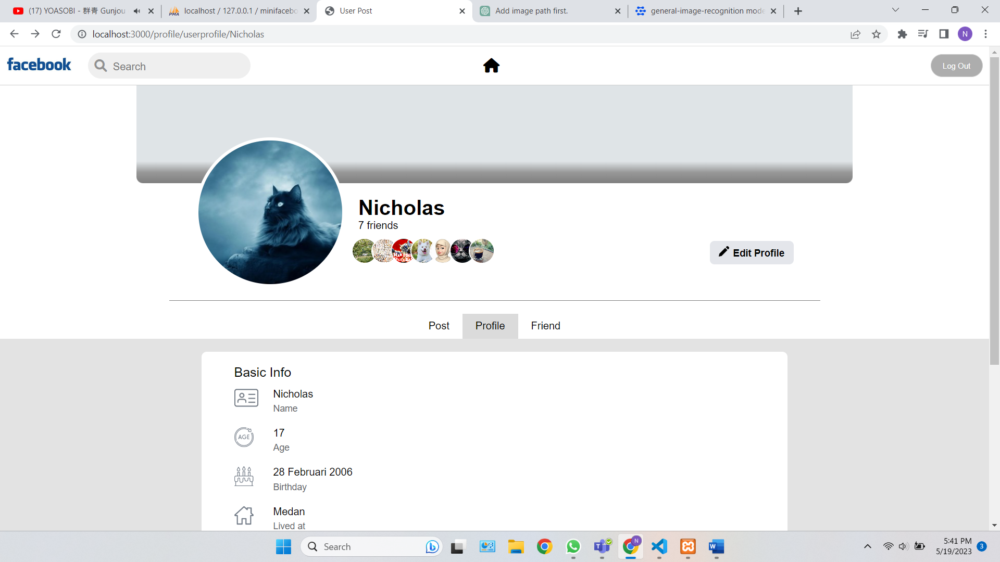 (17) YOASOBI - 群青 Gunjou
localhost / 127.0.0.1 / minifacebo
User Post
Add image path first.
general-image-recognition mode
localhost:3000/profile/userprofile/Nicholas
N
facebook
Search
Log Out
Nicholas
7 friends
Edit Profile
Post
Profile
Friend
Basic Info
Nicholas
Name
AGE
17
Age
28 Februari 2006
Birthday
Medan
Lived at
Search
5:41 PM
5/19/2023
3